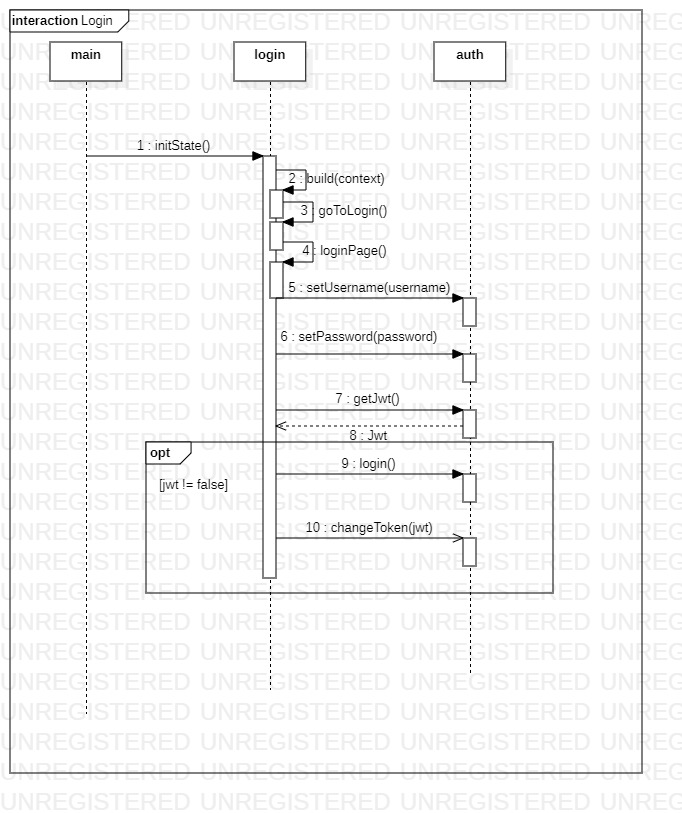 interaction Login
main
login
auth
1 : initState()
2 : build(context)
3 : goToLogin()
4 : loginPage()
5 : setUsername(username)
6 : setPassword(password)
7 : getJwt()
8 : Jwt
opt
9 : login()
[jwt != false]
10 : changeToken(jwt)
UNREGISTERED